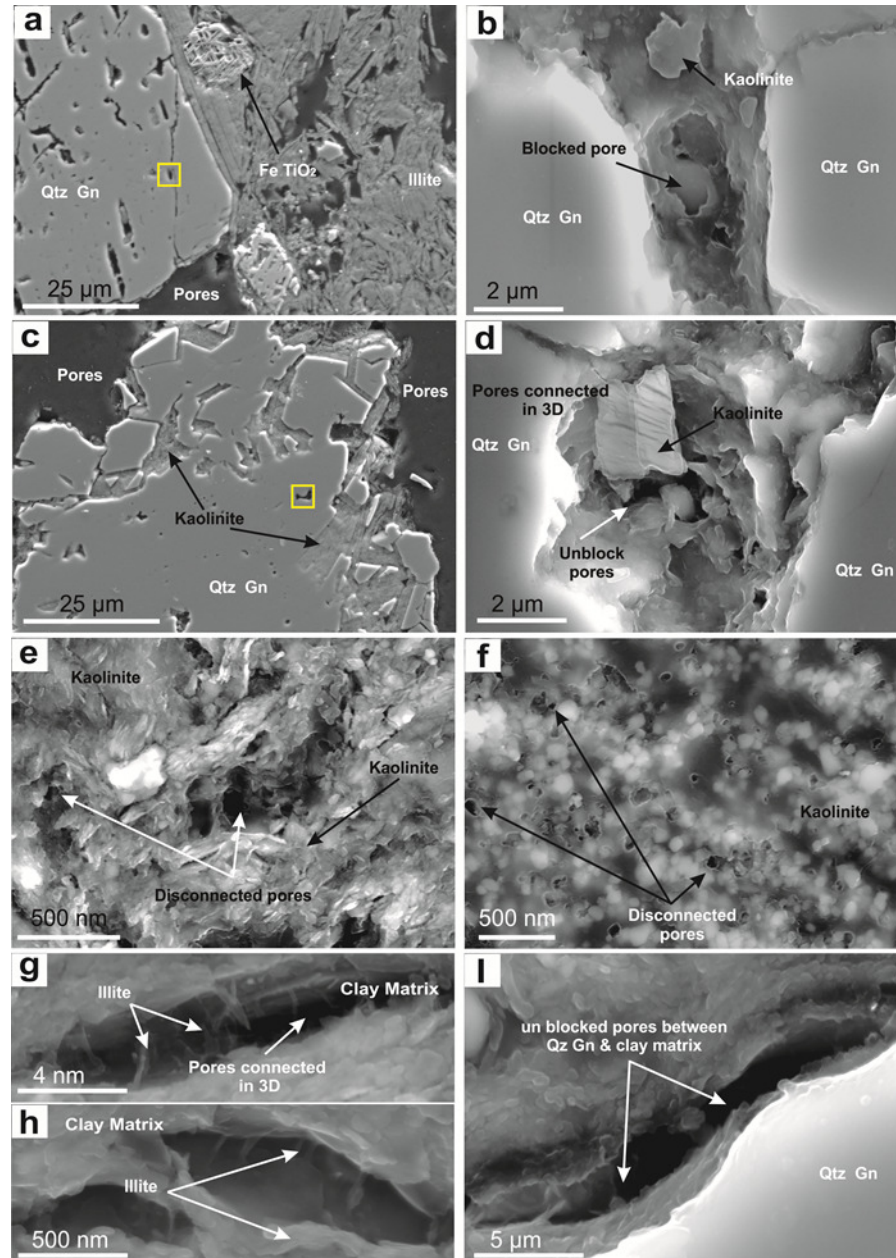 a
Fe TiO₂
Illite
Qtz Gn
25 µm
Pores
b
Kaolinite
Blocked pore
Qtz Gn
Qtz Gn
2 µm
c
Pores
Pores
Kaolinite
Qtz Gn
25 µm
d
Pores connected
in 3D
Kaolinite
Qtz Gn
Unblock
pores
Qtz Gn
2 µm
e
Kaolinite
Kaolinite
Disconnected pores
500 nm
f
Kaolinite
500 nm
Disconnected
pores
g
Illite
Clay Matrix
Pores connected
in 3D
4 nm
h
Clay Matrix
Illite
500 nm
I
un blocked pores between
Qz Gn & clay matrix
Qtz Gn
5 µm